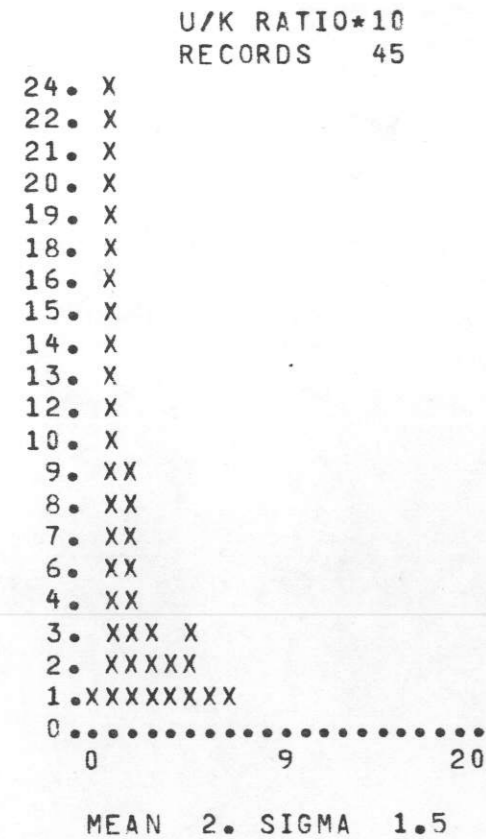 U/K RATIO*10
RECORDS 45
24. X
22. X
21. X
20. X
19. X
18. X
16. X
15. X
14. X
13. X
12. X
10. X
9. XX
8. XX
7. XX
6. XX
4. XX
3. XXX X
2. XXXXX
1.XXXXXXXX
0.....................
0 9 20
MEAN 2. SIGMA 1.5